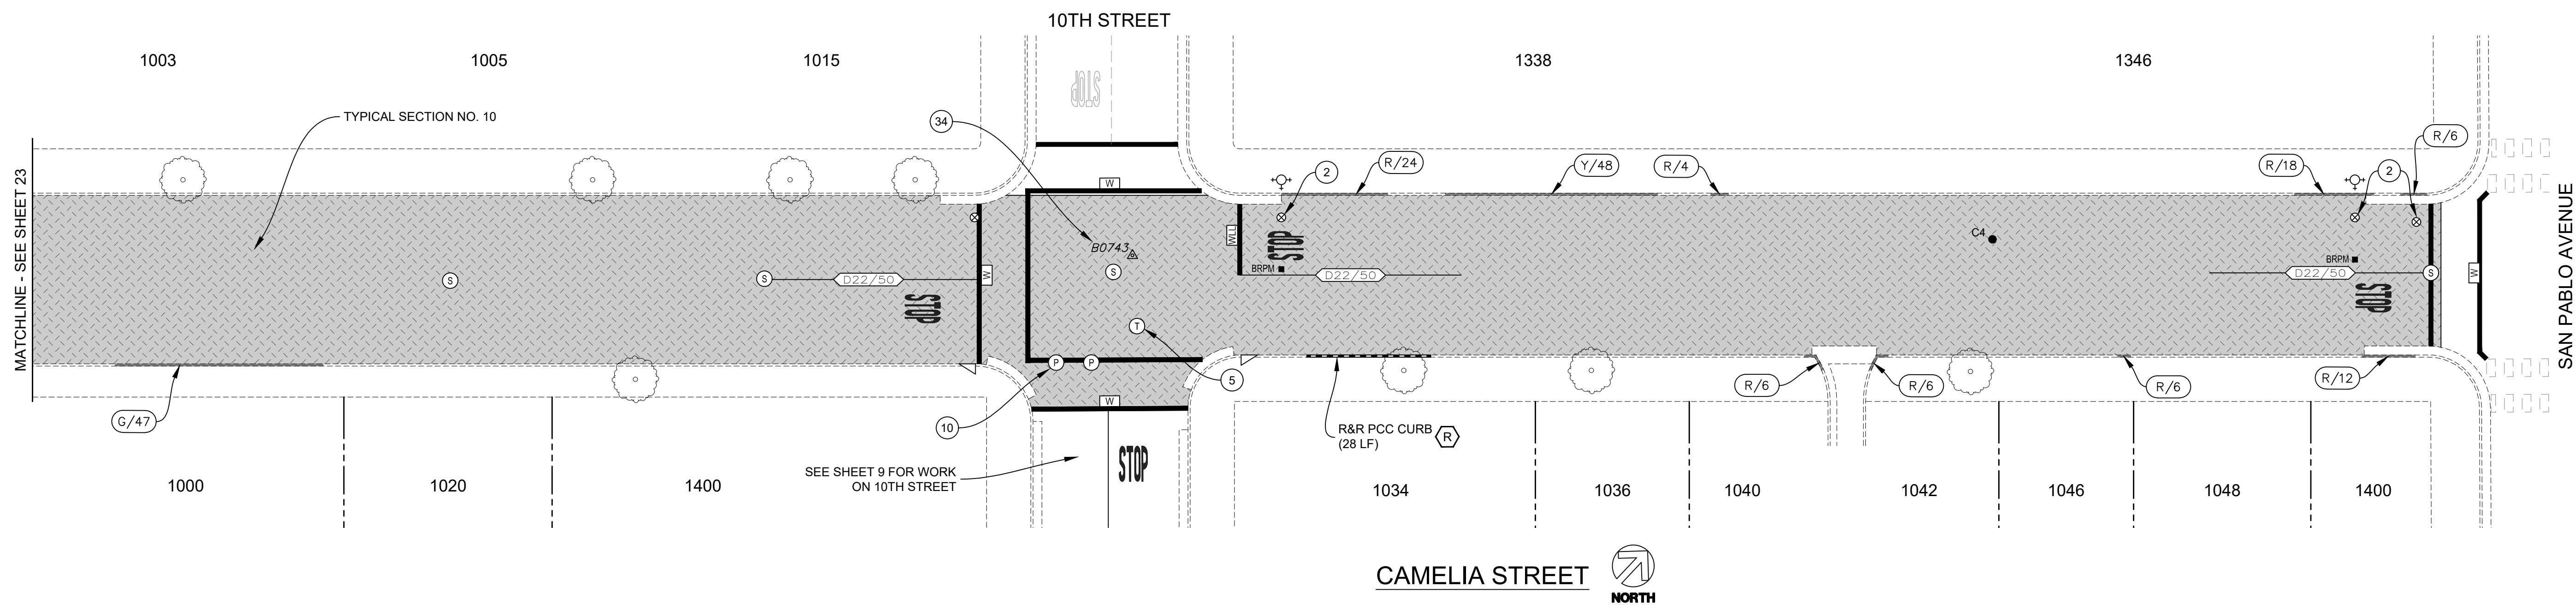 10TH STREET
1003
1005
1015
1338
1346
STOP
TYPICAL SECTION NO. 10
34
R/24
Y/48
R/4
R/18
2
R/6
2
MATCHLINE - SEE SHEET 23
SAN PABLO AVENUE
W
WLL
STOP
B0743
C4
BRPM
BRPM
S
S
D22/50
W
S
D22/50
D22/50
S
W
STOP
STOP
T
P
P
5
W
G/47
10
R/6
R/6
R/6
R/12
R&R PCC CURB
(28 LF)
R
SEE SHEET 9 FOR WORK
ON 10TH STREET
STOP
1000
1020
1400
1034
1036
1040
1042
1046
1048
1400
CAMELIA STREET
NORTH